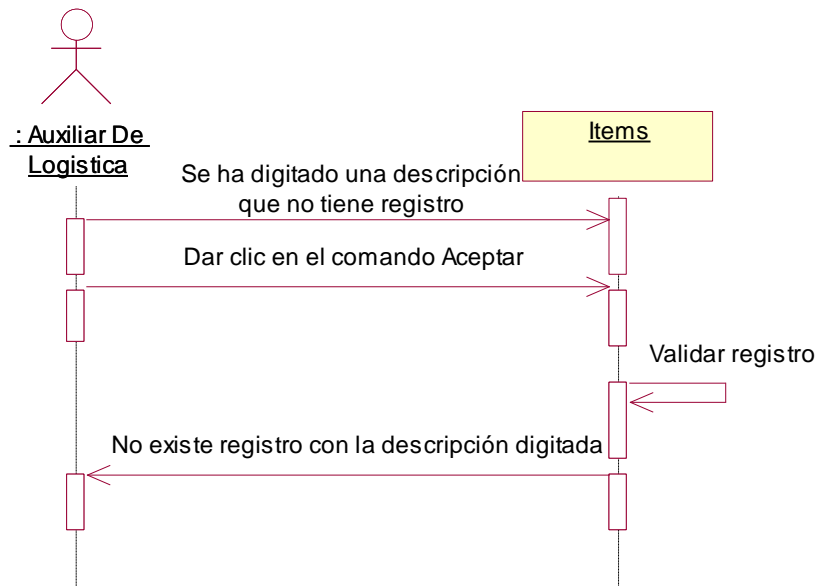 : Auxiliar De
Logistica
Items
Se ha digitado una descripción
que no tiene registro
Dar clic en el comando Aceptar
Validar registro
No existe registro con la descripción digitada